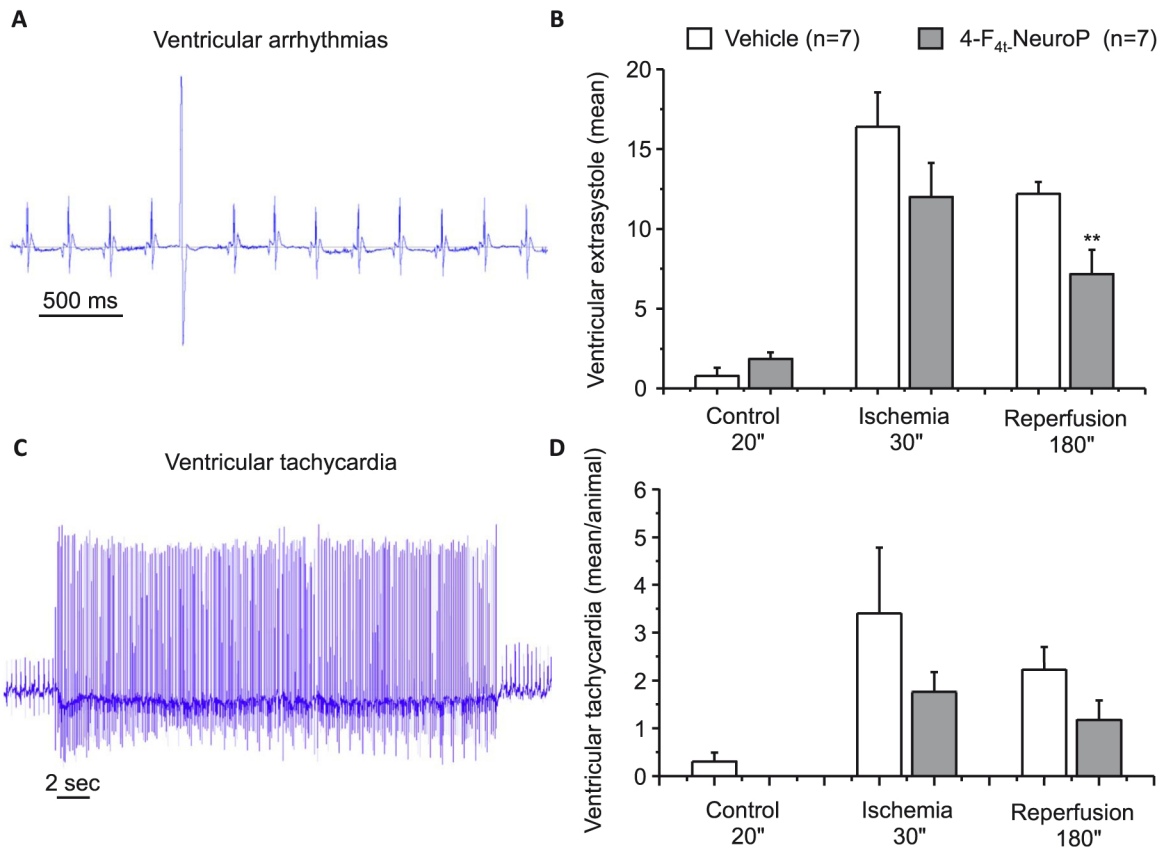 A
Ventricular arrhythmias
500 ms
B
Vehicle (n=7)
4-F4t-NeuroP (n=7)
Ventricular extrasystole (mean)
20
15
10
5
0
**
Control
20"
Ischemia
30"
Reperfusion
180"
C
Ventricular tachycardia
2 sec
D
Ventricular tachycardia (mean/animal)
6
5
4
3
2
1
0
Control
20"
Ischemia
30"
Reperfusion
180"